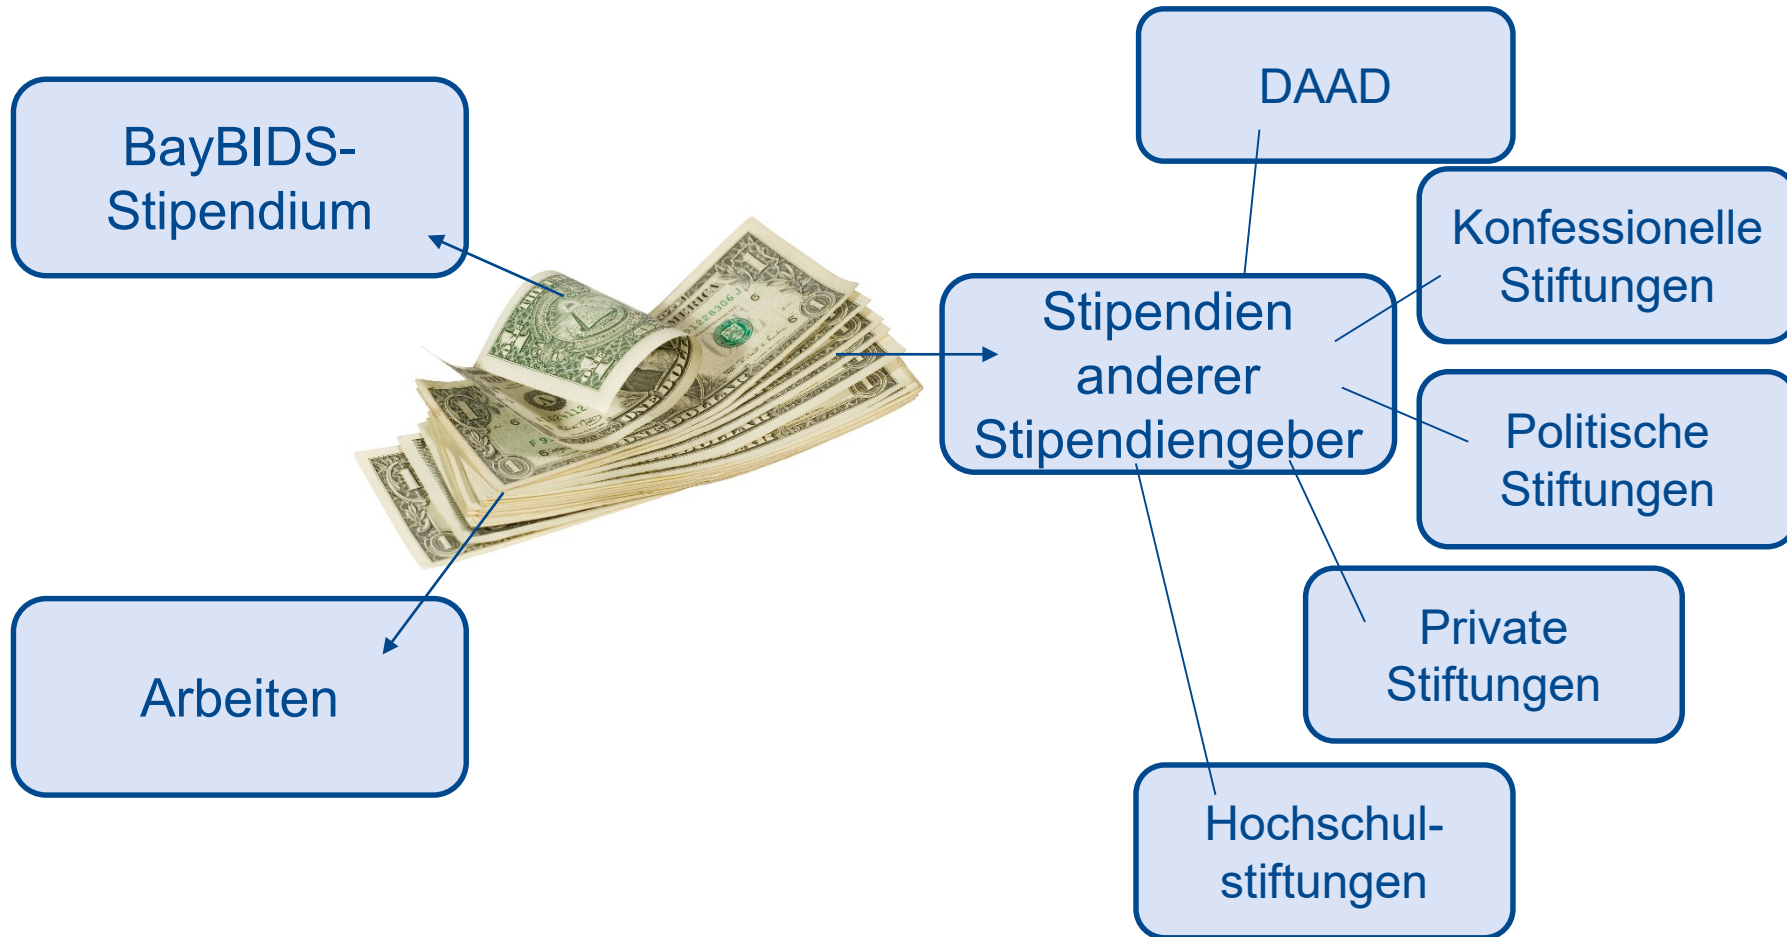 BayBIDS-
Stipendium
Arbeiten
DAAD
Konfessionelle
Stiftungen
Stipendien
anderer
Stipendiengeber
Politische
Stiftungen
Private
Stiftungen
Hochschul-
stiftungen